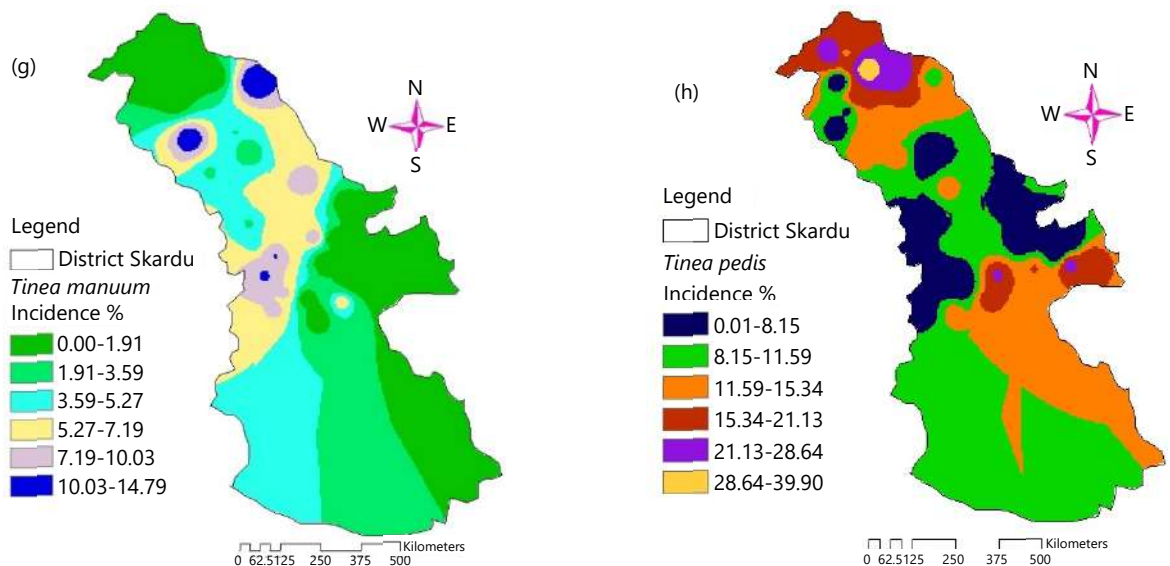 (g)
N
W E
S
Legend
District Skardu
Tinea manuum
Incidence %
0.00-1.91
1.91-3.59
3.59-5.27
5.27-7.19
7.19-10.03
10.03-14.79
Kilometers
0 62.5125 250 375 500
(h)
N
W E
S
Legend
District Skardu
Tinea pedis
Incidence %
0.01-8.15
8.15-11.59
11.59-15.34
15.34-21.13
21.13-28.64
28.64-39.90
Kilometers
0 62.5125 250 375 500